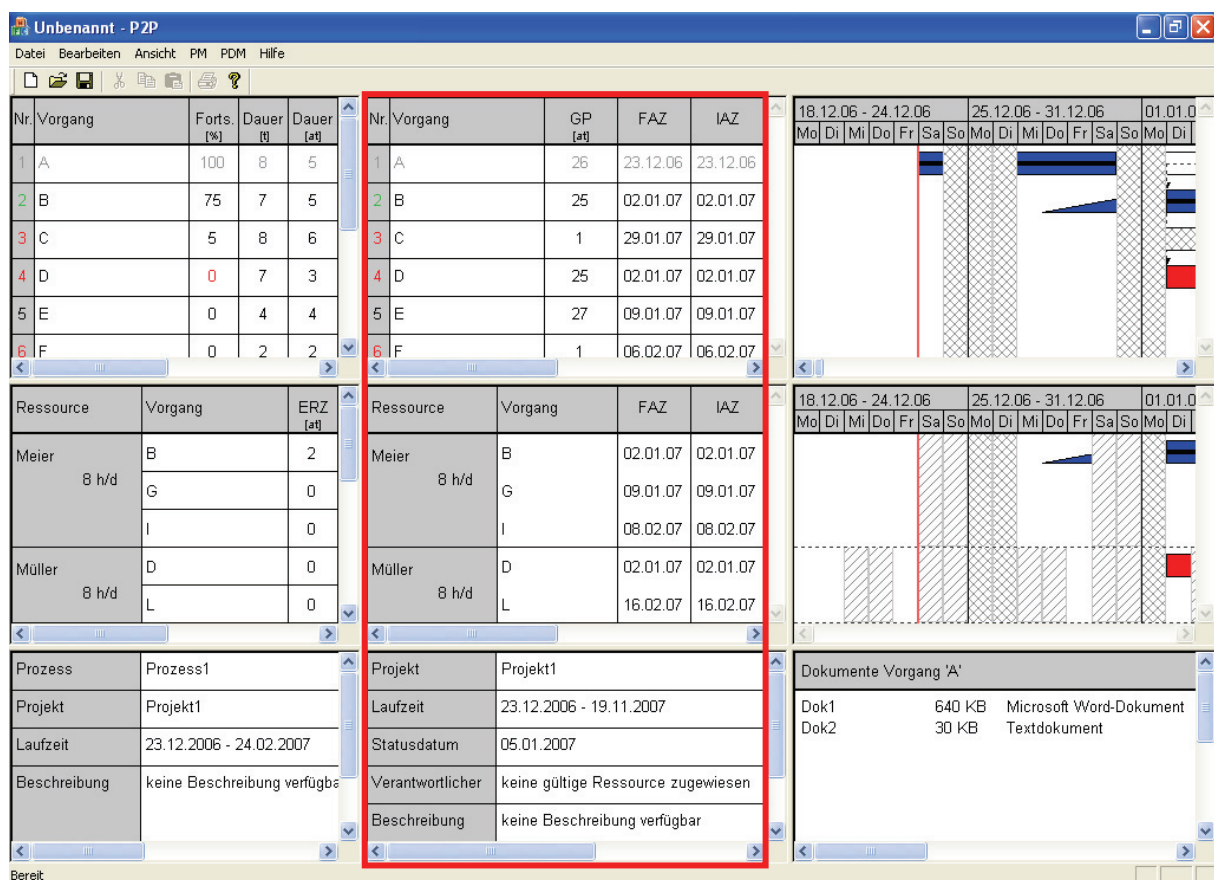 Unbenannt - P2P
Datei Bearbeiten Ansicht PM PDM Hilfe
Nr. Vorgang Forts. [%] Dauer [t] Dauer [at]
1 A 100 8 5
2 B 75 7 5
3 C 5 8 6
4 D 0 7 3
5 E 0 4 4
6 F 0 2 2
Nr. Vorgang GP [at] FAZ IAZ
1 A 26 23.12.06 23.12.06
2 B 25 02.01.07 02.01.07
3 C 1 29.01.07 29.01.07
4 D 25 02.01.07 02.01.07
5 E 27 09.01.07 09.01.07
6 F 1 06.02.07 06.02.07
18.12.06 - 24.12.06 25.12.06 - 31.12.06 01.01.0
Mo Di Mi Do Fr Sa So Mo Di Mi Do Fr Sa So Mo Di
Ressource Vorgang ERZ [at]
Meier 8 h/d
B 2
G 0
I 0
Müller 8 h/d
D 0
L 0
Ressource Vorgang FAZ IAZ
Meier 8 h/d
B 02.01.07 02.01.07
G 09.01.07 09.01.07
I 08.02.07 08.02.07
Müller 8 h/d
D 02.01.07 02.01.07
L 16.02.07 16.02.07
18.12.06 - 24.12.06 25.12.06 - 31.12.06 01.01.0
Mo Di Mi Do Fr Sa So Mo Di Mi Do Fr Sa So Mo Di
Prozess Prozess1
Projekt Projekt1
Laufzeit 23.12.2006 - 24.02.2007
Beschreibung keine Beschreibung verfügba
Projekt Projekt1
Laufzeit 23.12.2006 - 19.11.2007
Statusdatum 05.01.2007
Verantwortlicher keine gültige Ressource zugewiesen
Beschreibung keine Beschreibung verfügbar
Dokumente Vorgang 'A'
Dok1 640 KB Microsoft Word-Dokument
Dok2 30 KB Textdokument
Bereit